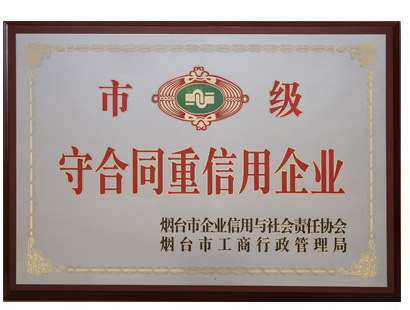 市 级
守合同重信用企业
烟台市企业信用与社会责任协会
烟台市工商行政管理局